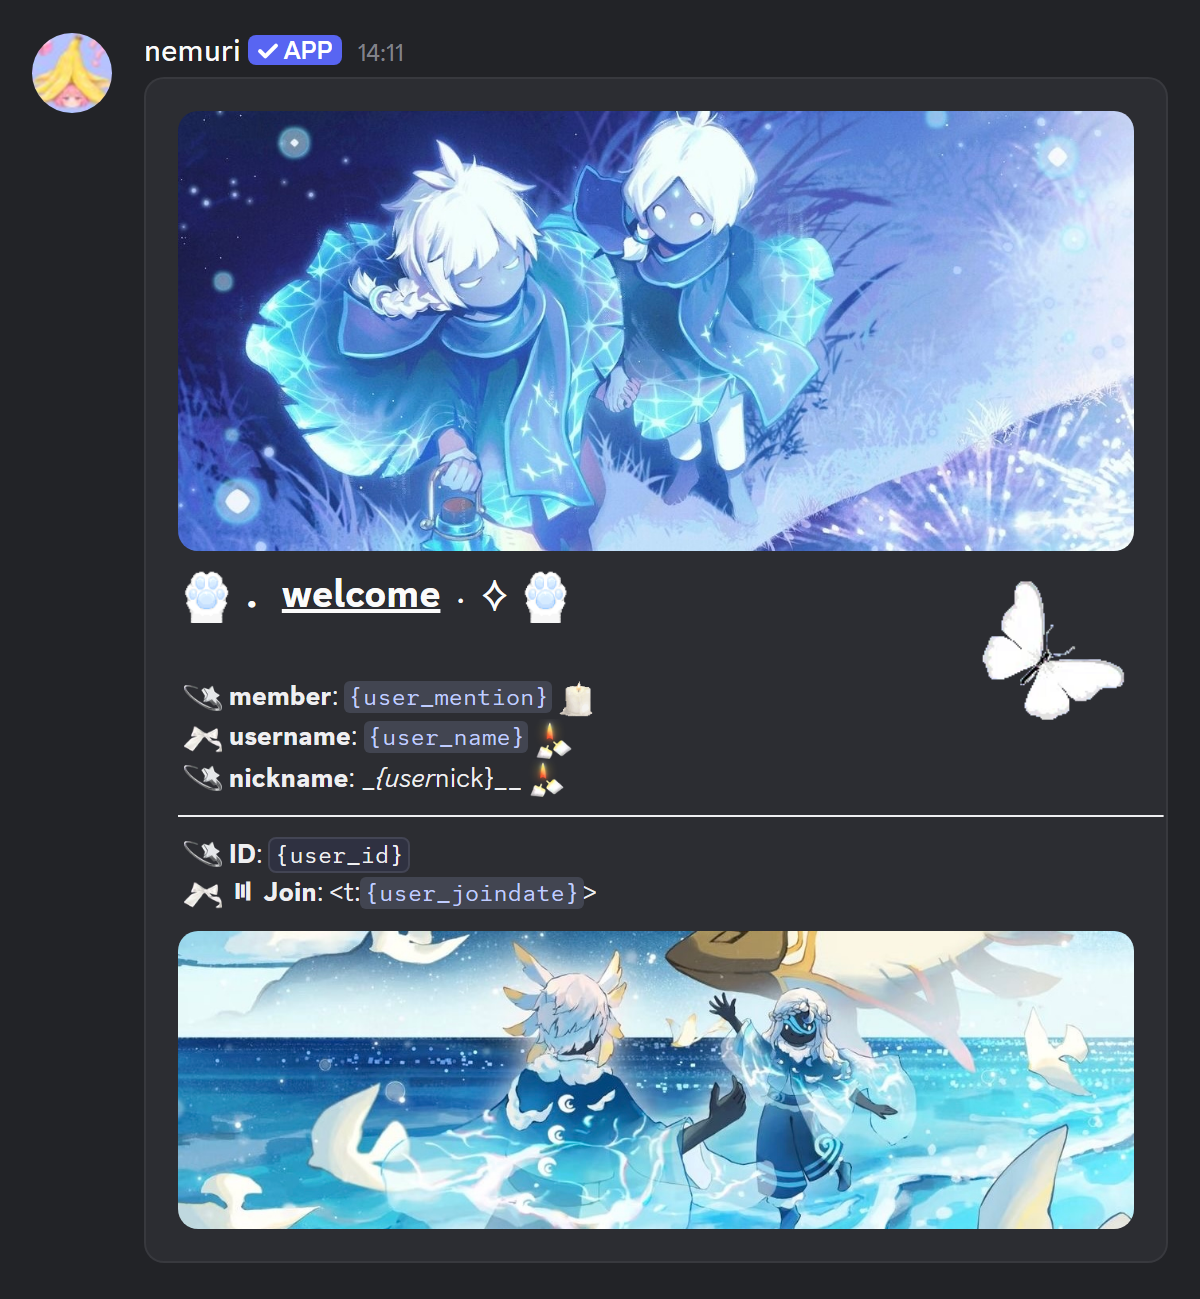 nemuri ✓ APP 14:11
. welcome · ✧
member: {user_mention}
username: {user_name}
nickname: _{usernick}__
ID: {user_id}
Join: <t:{user_joindate}>